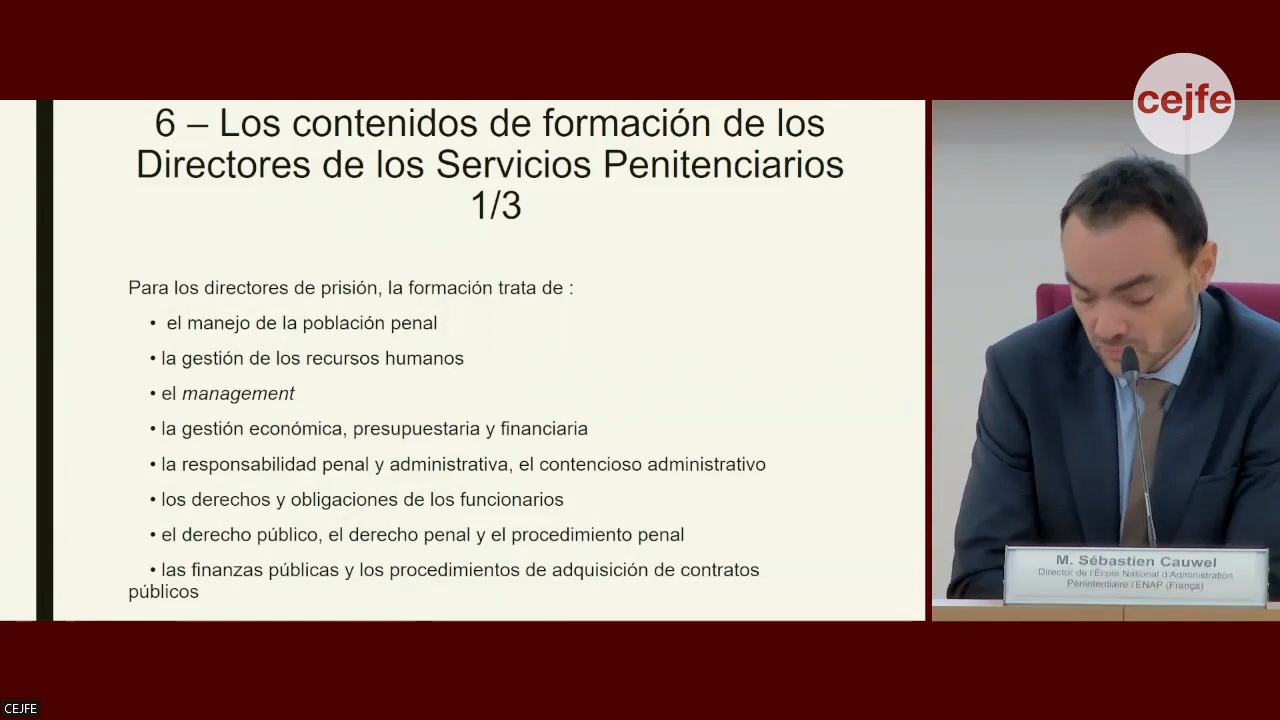 cejfe
6 – Los contenidos de formación de los
Directores de los Servicios Penitenciarios
1/3
Para los directores de prisión, la formación trata de :
• el manejo de la población penal
• la gestión de los recursos humanos
• el management
• la gestión económica, presupuestaria y financiaria
• la responsabilidad penal y administrativa, el contencioso administrativo
• los derechos y obligaciones de los funcionarios
• el derecho público, el derecho penal y el procedimiento penal
• las finanzas públicas y los procedimientos de adquisición de contratos
públicos
M. Sébastien Cauwel
Director de l'École National d'Administration
Pénintentiaire l'ENAP (França)
CEJFE